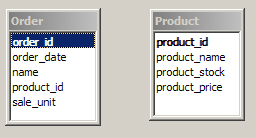 Order
order_id
order_date
name
product_id
sale_unit
Product
product_id
product_name
product_stock
product_price